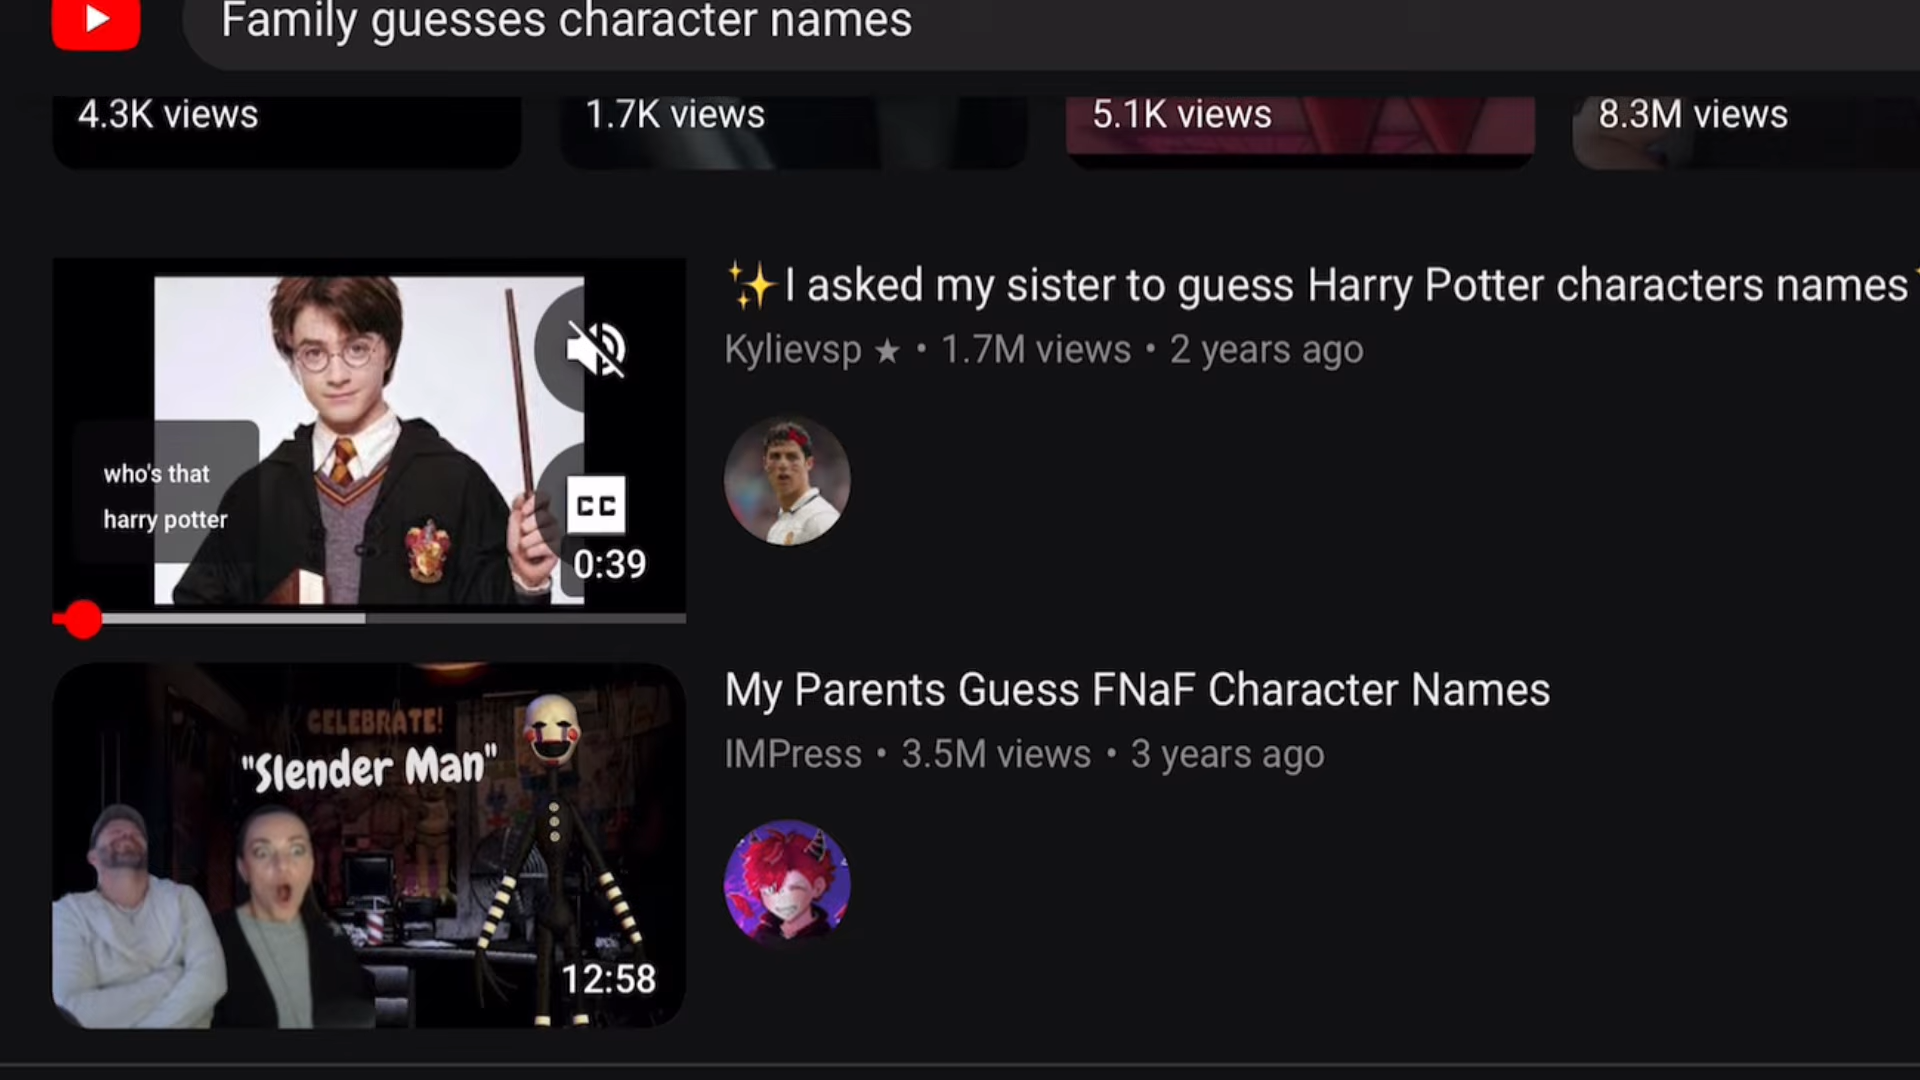 Family guesses character names
4.3K views
1.7K views
5.1K views
8.3M views
✨I asked my sister to guess Harry Potter characters names
Kylievsp ★ • 1.7M views • 2 years ago
who's that
harry potter
CC
0:39
My Parents Guess FNaF Character Names
IMPress • 3.5M views • 3 years ago
CELEBRATE!
"Slender Man"
12:58